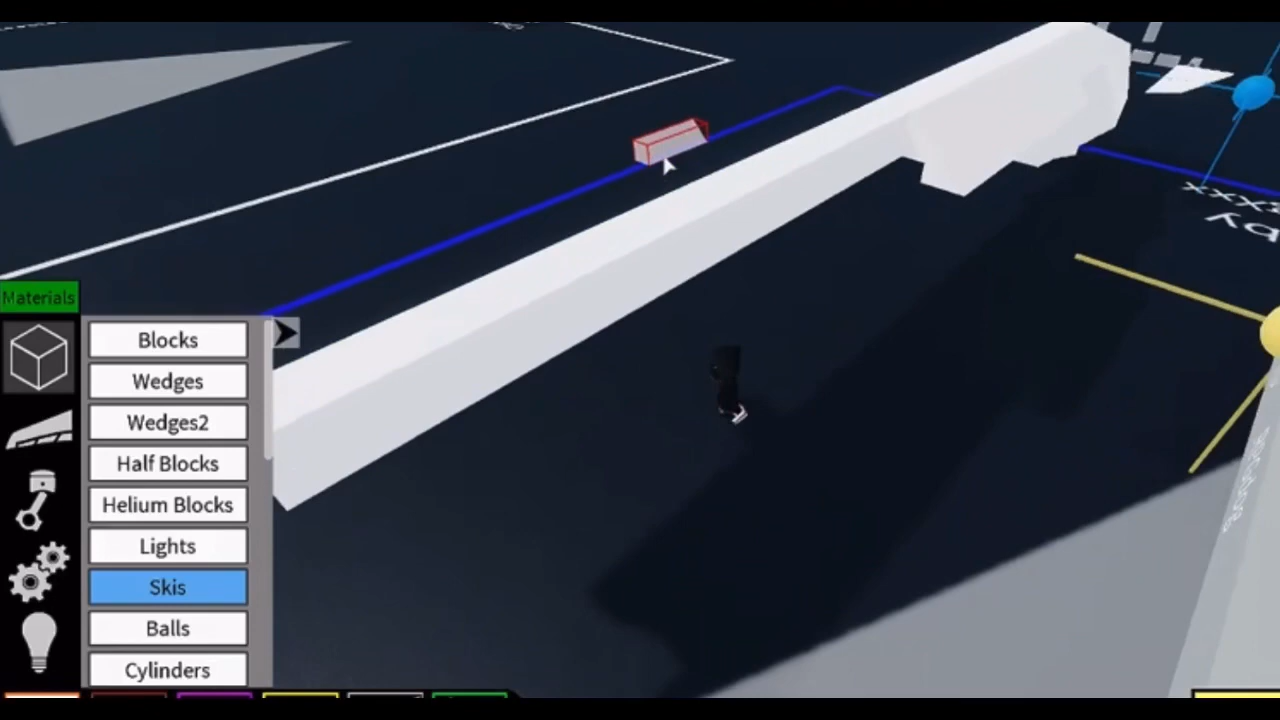 Materials
Blocks
Wedges
Wedges2
Half Blocks
Helium Blocks
Lights
Skis
Balls
Cylinders